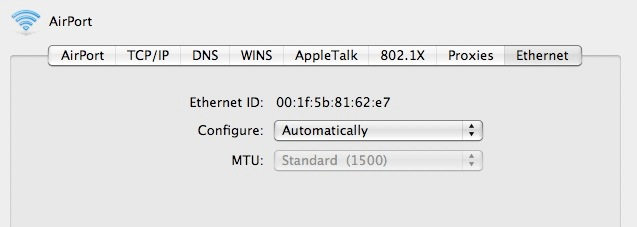 AirPort
AirPort TCP/IP DNS WINS AppleTalk 802.1X Proxies Ethernet
Ethernet ID: 00:1f:5b:81:62:e7
Configure: Automatically
MTU: Standard (1500)